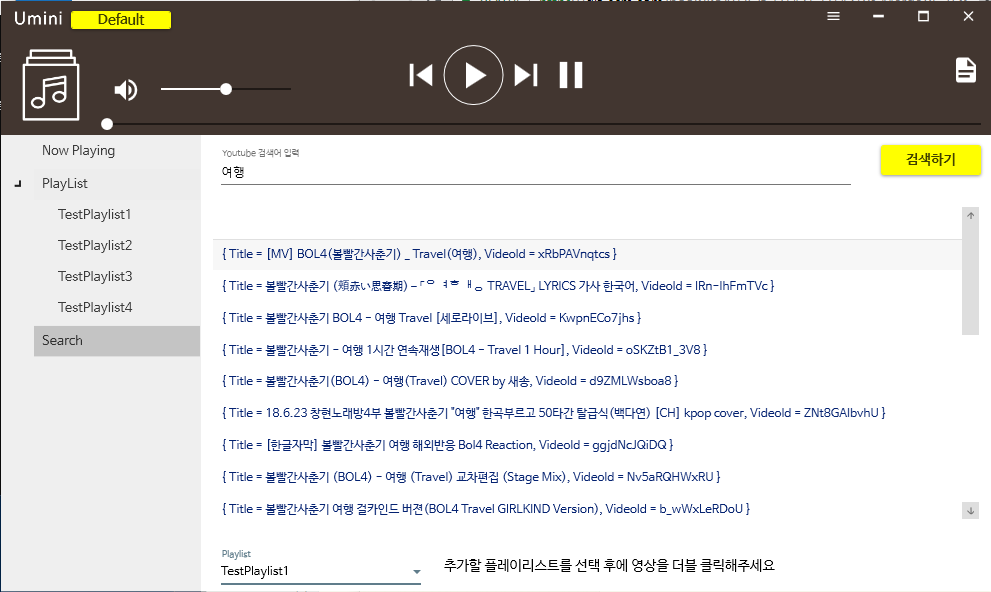 Umini Default
Now Playing
PlayList
TestPlaylist1
TestPlaylist2
TestPlaylist3
TestPlaylist4
Search
Youtube 검색어 입력
여행
검색하기
{ Title = [MV] BOL4(볼빨간사춘기) _ Travel(여행), VideoId = xRbPAVnqtcs }
{ Title = 볼빨간사춘기 (頬赤い思春期) – 「ᄋ ᅧᄒ ᅢᆼ TRAVEL」 LYRICS 가사 한국어, VideoId = lRn-lhFmTVc }
{ Title = 볼빨간사춘기 BOL4 - 여행 Travel [세로라이브], VideoId = KwpnECo7jhs }
{ Title = 볼빨간사춘기 - 여행 1시간 연속재생[BOL4 - Travel 1 Hour], VideoId = oSKZtB1_3V8 }
{ Title = 볼빨간사춘기(BOL4) - 여행(Travel) COVER by 새송, VideoId = d9ZMLWsboa8 }
{ Title = 18.6.23 창현노래방4부 볼빨간사춘기 "여행" 한곡부르고 50타간 탈급식(백다연) [CH] kpop cover, VideoId = ZNt8GAlbvhU }
{ Title = [한글자막] 볼빨간사춘기 여행 해외반응 Bol4 Reaction, VideoId = ggjdNcJQiDQ }
{ Title = 볼빨간사춘기 (BOL4) - 여행 (Travel) 교차편집 (Stage Mix), VideoId = Nv5aRQHWxRU }
{ Title = 볼빨간사춘기 여행 걸카인드 버젼(BOL4 Travel GIRLKIND Version), VideoId = b_wWxLeRDoU }
Playlist
TestPlaylist1
추가할 플레이리스트를 선택 후에 영상을 더블 클릭해주세요